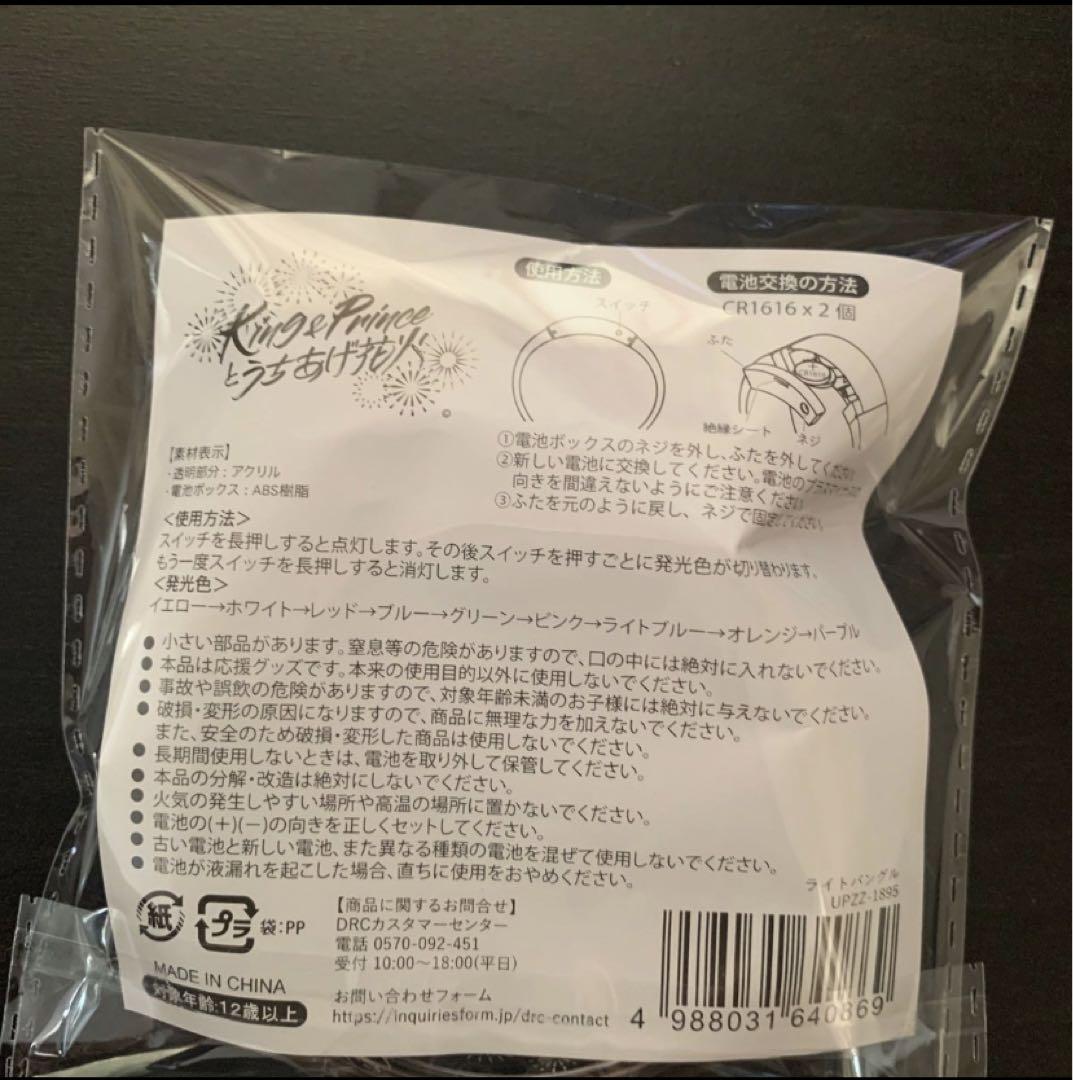 King & Prince
とうちあげ花火
©
使用方法
スイッチ
電池交換の方法
CR1616 x 2 個
ふた
CR1616
絶縁シート
ネジ
①電池ボックスのネジを外し、ふたを外してください
②新しい電池に交換してください。電池のプラスマイナスの
向きを間違えないようにご注意ください
③ふたを元のように戻し、ネジで固定してください。
【素材表示】
・透明部分：アクリル
・電池ボックス：ABS樹脂
＜使用方法＞
スイッチを長押しすると点灯します。その後スイッチを押すごとに発光色が切り替わります。
もう一度スイッチを長押しすると消灯します。
＜発光色＞
イエロー→ホワイト→レッド→ブルー→グリーン→ピンク→ライトブルー→オレンジ→パープル
● 小さい部品があります。窒息等の危険がありますので、口の中には絶対に入れないでください。
● 本品は応援グッズです。本来の使用目的以外に使用しないでください。
● 事故や誤飲の危険がありますので、対象年齢未満のお子様には絶対に与えないでください。
● 破損・変形の原因になりますので、商品に無理な力を加えないでください。
また、安全のため破損・変形した商品は使用しないでください。
● 長期間使用しないときは、電池を取り外して保管してください。
● 本品の分解・改造は絶対にしないでください。
● 火気の発生しやすい場所や高温の場所に置かないでください。
● 電池の(＋)(－)の向きを正しくセットしてください。
● 古い電池と新しい電池、また異なる種類の電池を混ぜて使用しないでください。
● 電池が液漏れを起こした場合、直ちに使用をおやめください。
紙
プラ
袋：PP
MADE IN CHINA
対象年齢:12歳以上
【商品に関するお問合せ】
DRCカスタマーセンター
電話 0570-092-451
受付 10:00～18:00(平日)
お問い合わせフォーム
https://inquiriesform.jp/drc-contact
ライトバングル
UPZZ-1895
4 988031 640869